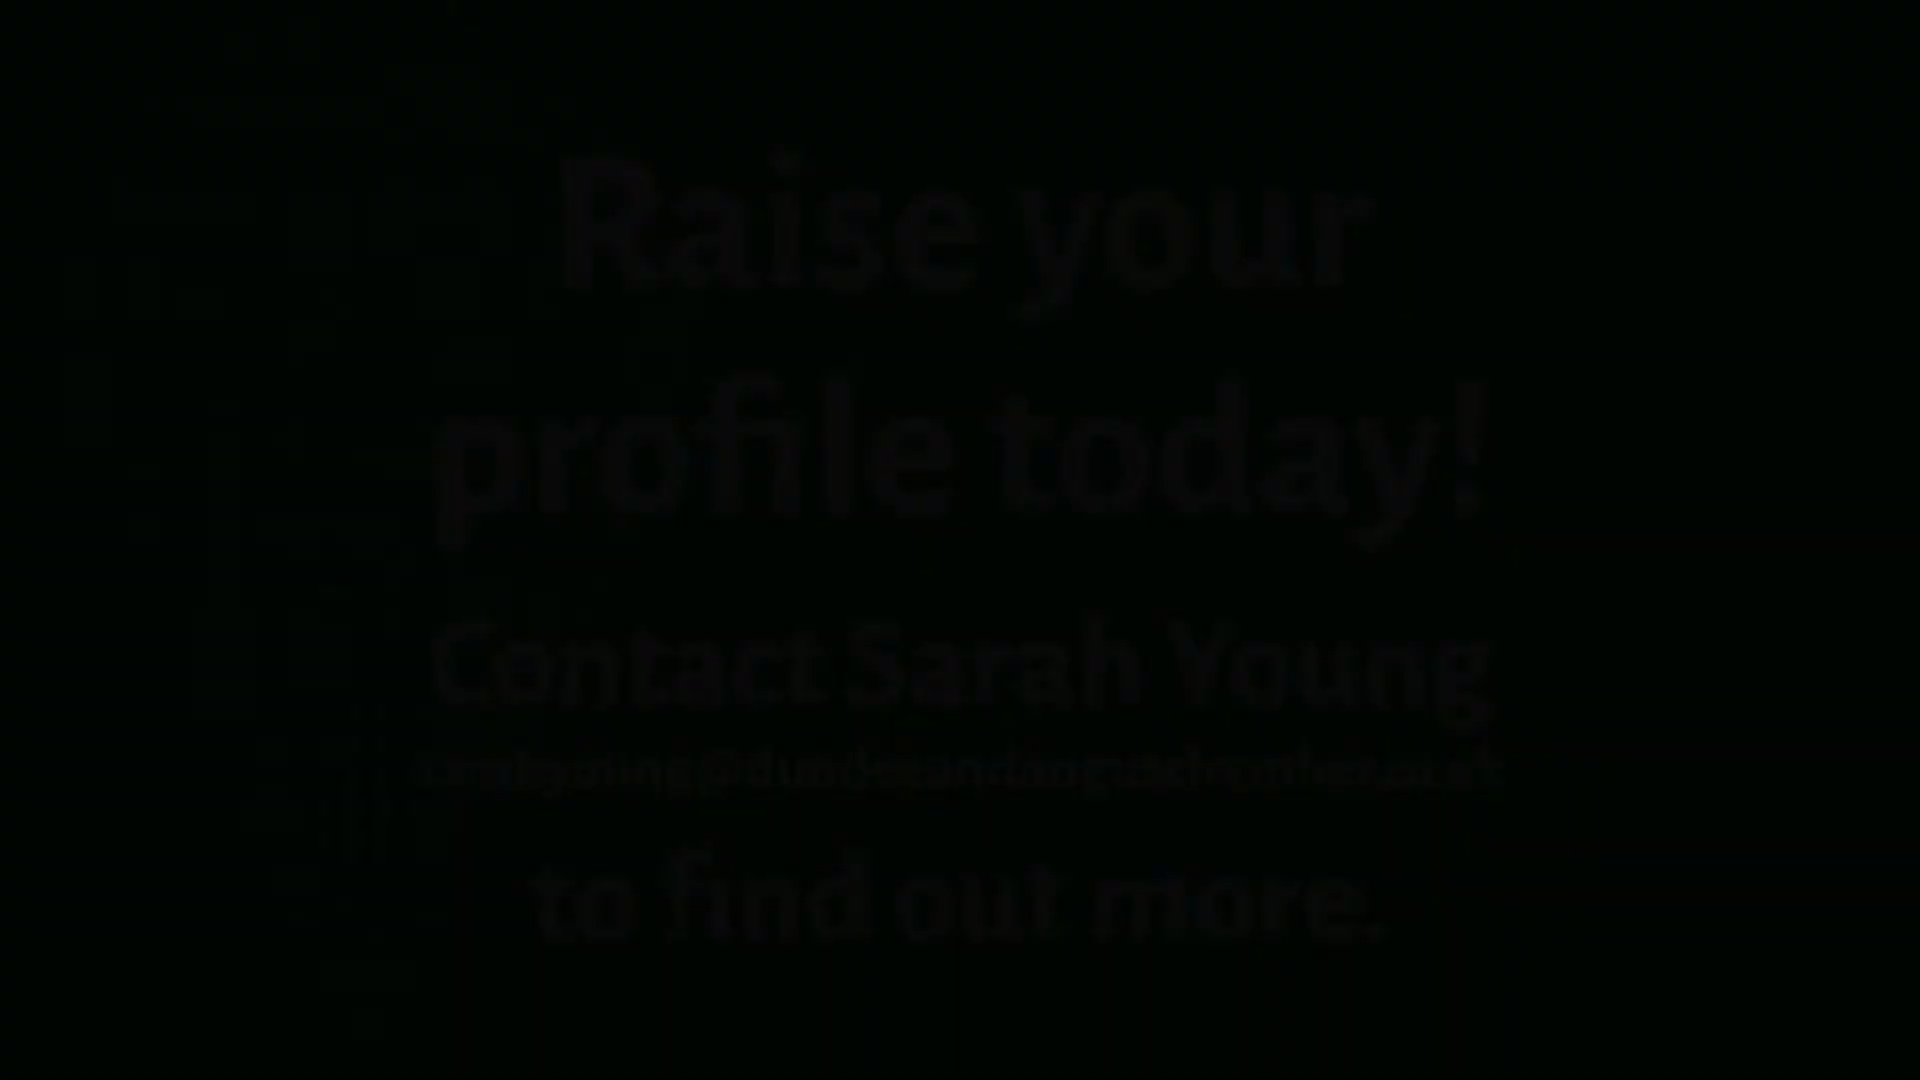 Raise your
profile today!
Contact Sarah Young
to find out more.